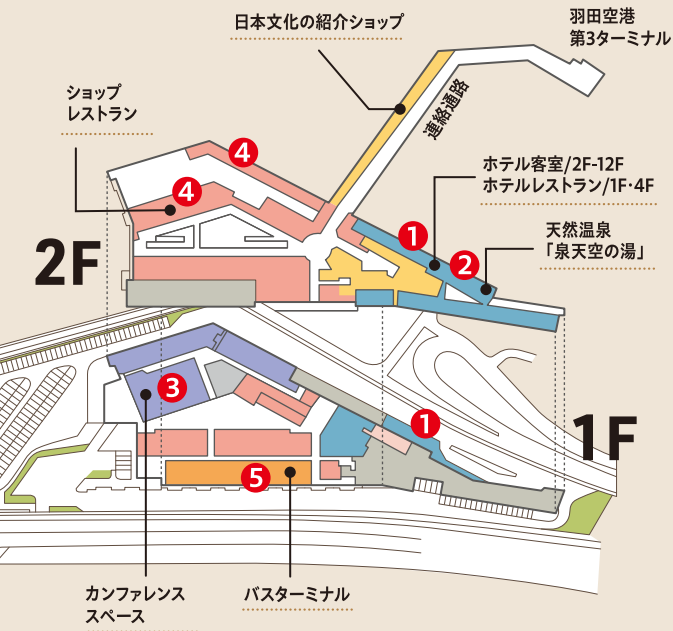 日本文化の紹介ショップ
羽田空港
第3ターミナル
ショップ
レストラン
連絡通路
4
4
ホテル客室/2F-12F
ホテルレストラン/1F・4F
1
2
天然温泉
「泉天空の湯」
2F
3
1
1F
5
カンファレンス
スペース
バスターミナル